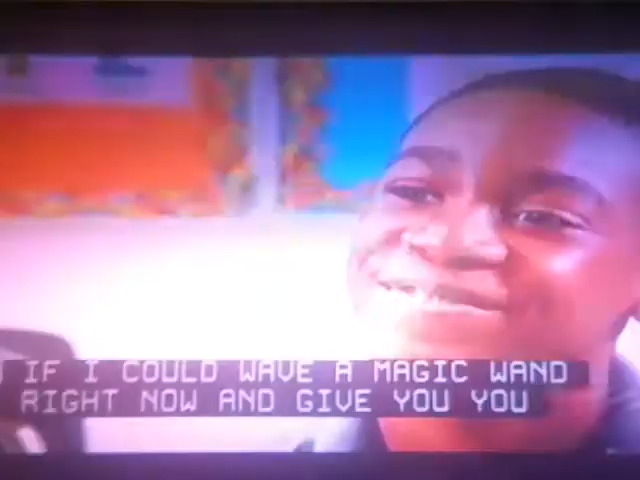 IF I COULD WAVE A MAGIC WAND
RIGHT NOW AND GIVE YOU YOU